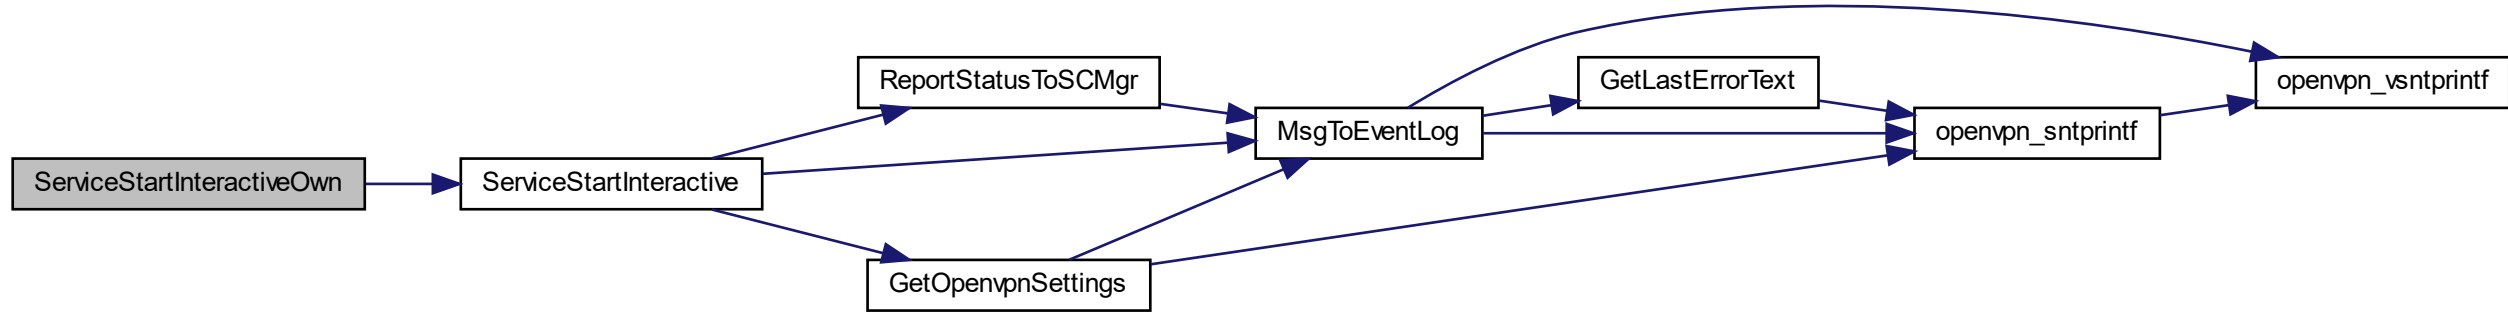 ServiceStartInteractiveOwn
ServiceStartInteractive
ReportStatusToSCMgr
GetOpenvpnSettings
MsgToEventLog
GetLastErrorText
openvpn_sntprintf
openvpn_vsntprintf